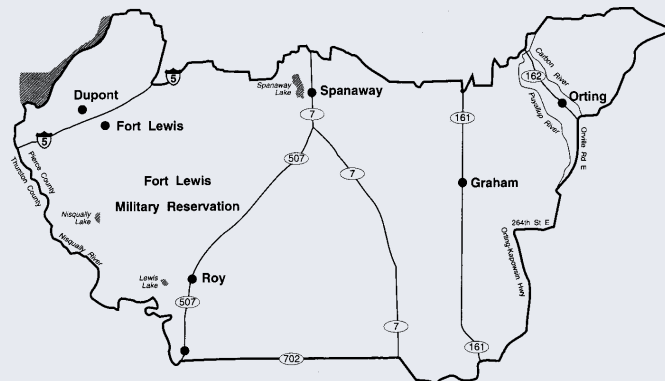 5
Carbon River
Spanaway
Lake
Spanaway
162
Dupont
Orting
7
161
Puyallup
River
Fort Lewis
5
507
Orville Rd E
Pierce County
Thurston County
7
Fort Lewis
Military Reservation
Graham
Nisqually
Lake
264th St E
Nisqually River
Orting-Kapowsin Hwy
Lewis
Lake
Roy
507
7
161
702